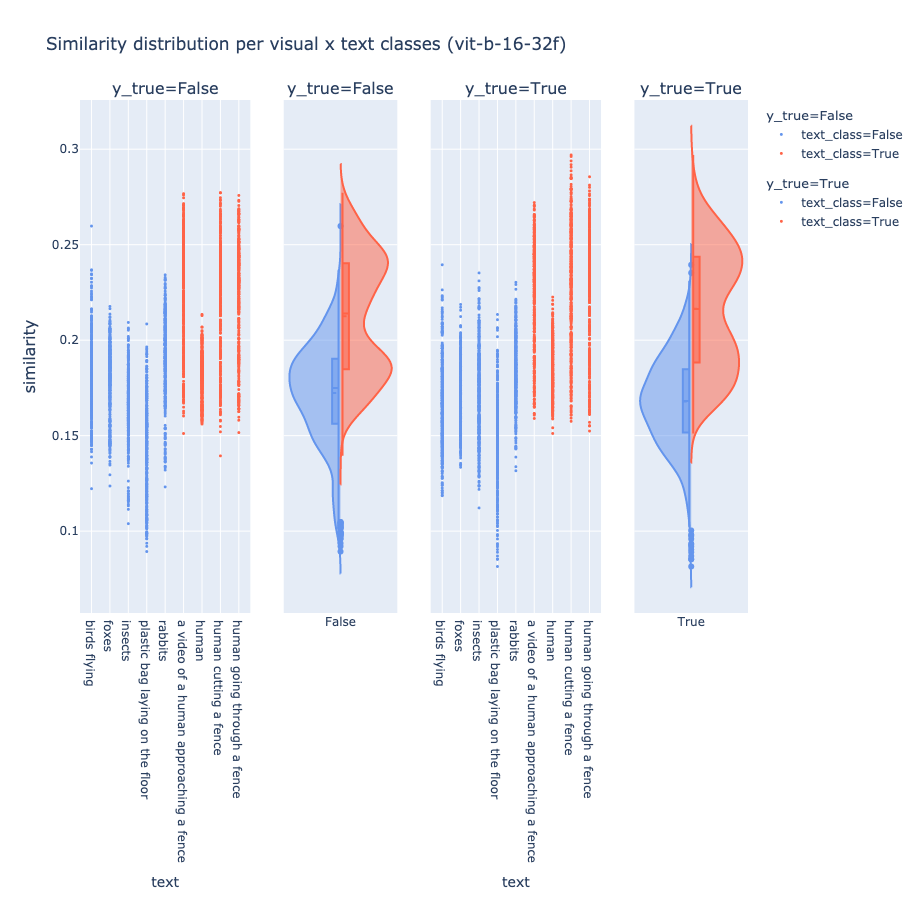 Similarity distribution per visual x text classes (vit-b-16-32f)
y_true=False
y_true=False
y_true=True
y_true=True
y_true=False
text_class=False
text_class=True
y_true=True
text_class=False
text_class=True
similarity
0.3
0.25
0.2
0.15
0.1
birds flying
foxes
insects
plastic bag laying on the floor
rabbits
a video of a human approaching a fence
human
human cutting a fence
human going through a fence
text
False
birds flying
foxes
insects
plastic bag laying on the floor
rabbits
a video of a human approaching a fence
human
human cutting a fence
human going through a fence
text
True